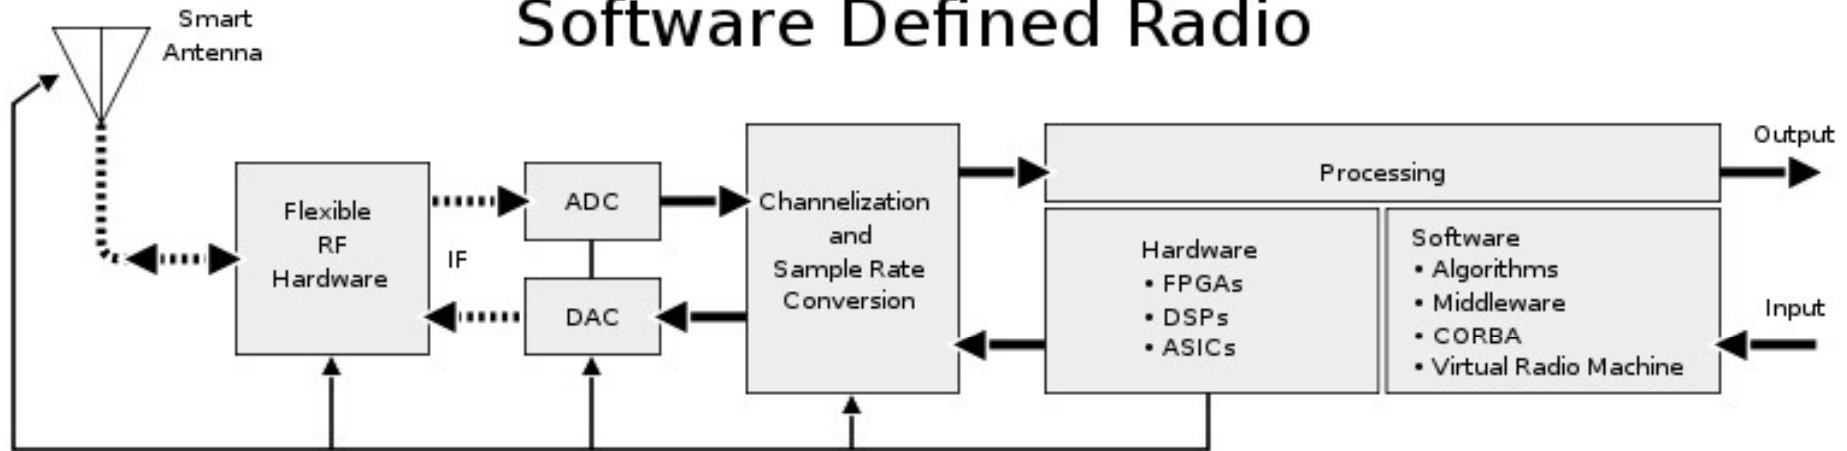 Software Defined Radio
Smart
Antenna
Flexible
RF
Hardware
IF
ADC
DAC
Channelization
and
Sample Rate
Conversion
Processing
Hardware
• FPGAs
• DSPs
• ASICs
Software
• Algorithms
• Middleware
• CORBA
• Virtual Radio Machine
Output
Input